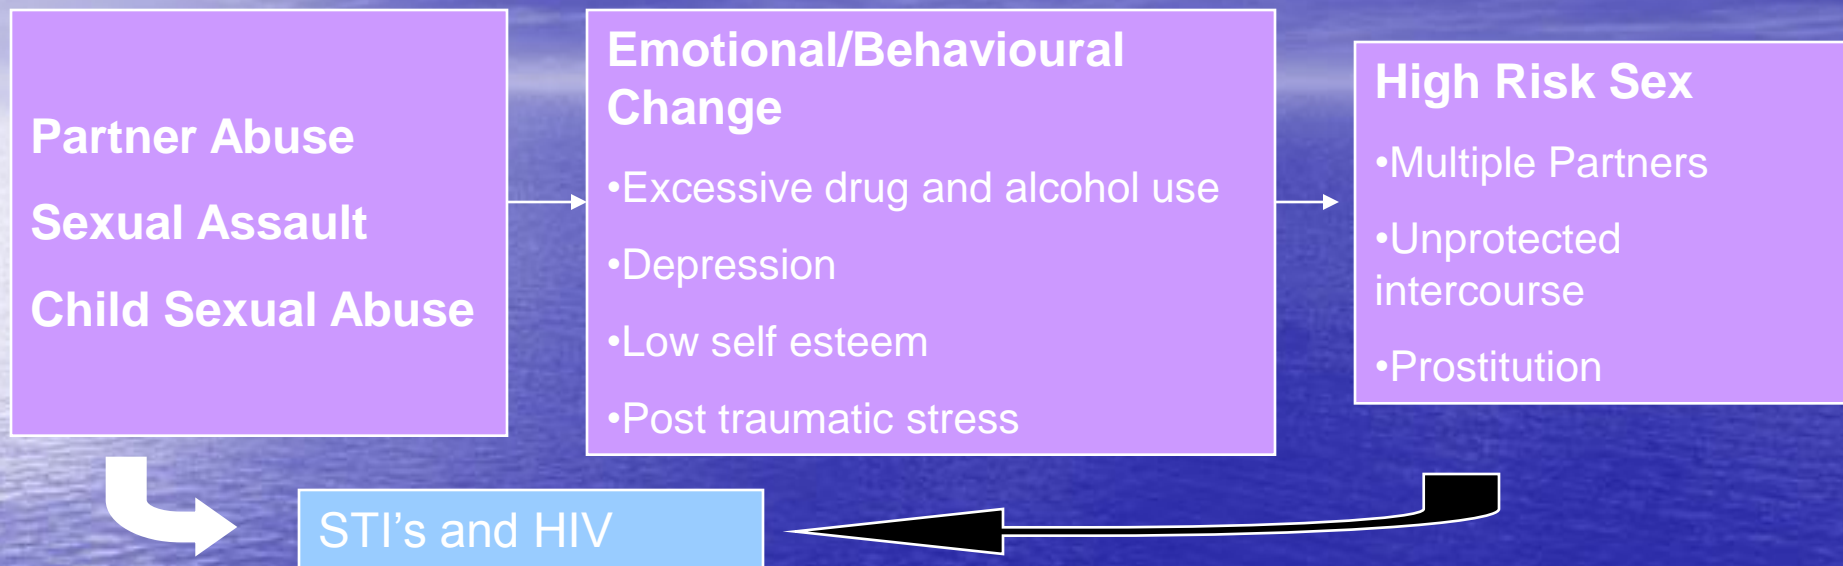 Partner Abuse
Sexual Assault
Child Sexual Abuse
Emotional/Behavioural
Change
•Excessive drug and alcohol use
•Depression
•Low self esteem
•Post traumatic stress
High Risk Sex
•Multiple Partners
•Unprotected
intercourse
•Prostitution
STI’s and HIV